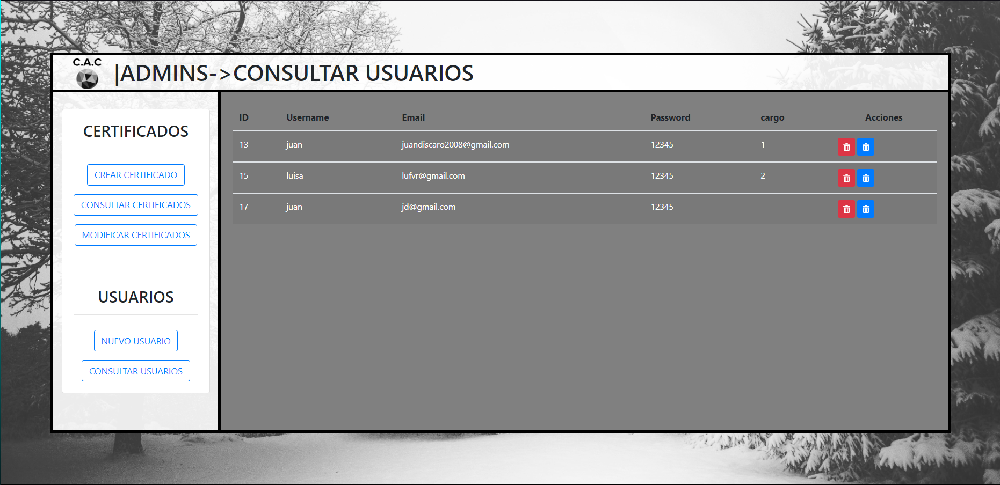 C.A.C
|ADMINS->CONSULTAR USUARIOS
CERTIFICADOS
CREAR CERTIFICADO
CONSULTAR CERTIFICADOS
MODIFICAR CERTIFICADOS
USUARIOS
NUEVO USUARIO
CONSULTAR USUARIOS
ID Username Email Password cargo Acciones
13 juan juandiscaro2008@gmail.com 12345 1
15 luisa lufvr@gmail.com 12345 2
17 juan jd@gmail.com 12345